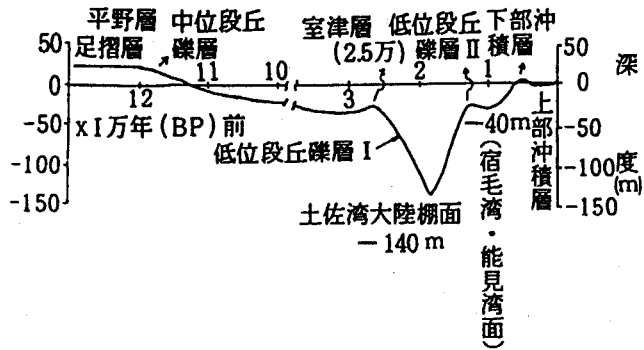 平野層
足摺層
中位段丘
礫層
室津層
(2.5万)
低位段丘
礫層Ⅱ
下部沖
積層
50
0
-50
-100
-150
12
11
10
3
2
1
×1万年(BP)前
低位段丘礫層Ⅰ
土佐湾大陸棚面
-140m
-40m
(宿毛湾・能見湾面)
上部沖積層
50
0
-50
-100
-150
深
度
(m)